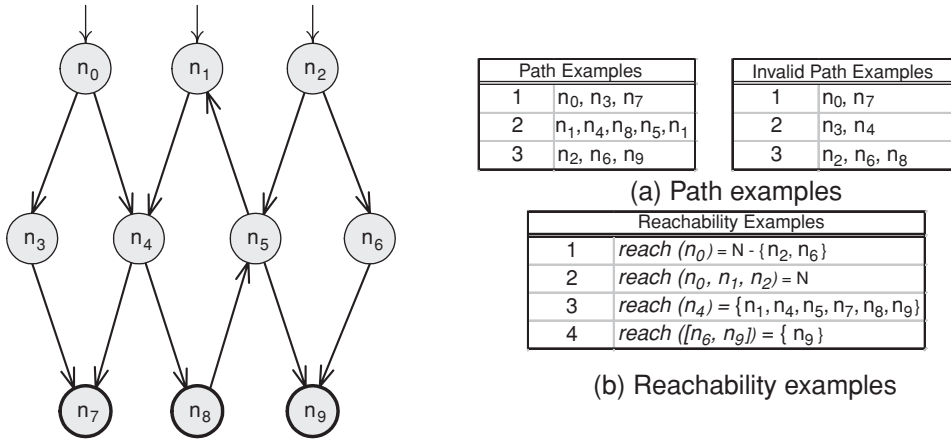 n0 n1 n2
n3 n4 n5 n6
n7 n8 n9
Path Examples
1 n0, n3, n7
2 n1,n4,n8,n5,n1
3 n2, n6, n9
Invalid Path Examples
1 n0, n7
2 n3, n4
3 n2, n6, n8
(a) Path examples
Reachability Examples
1 reach (n0) = N - {n2, n6}
2 reach (n0, n1, n2) = N
3 reach (n4) = {n1, n4, n5, n7, n8, n9}
4 reach ([n6, n9]) = { n9 }
(b) Reachability examples